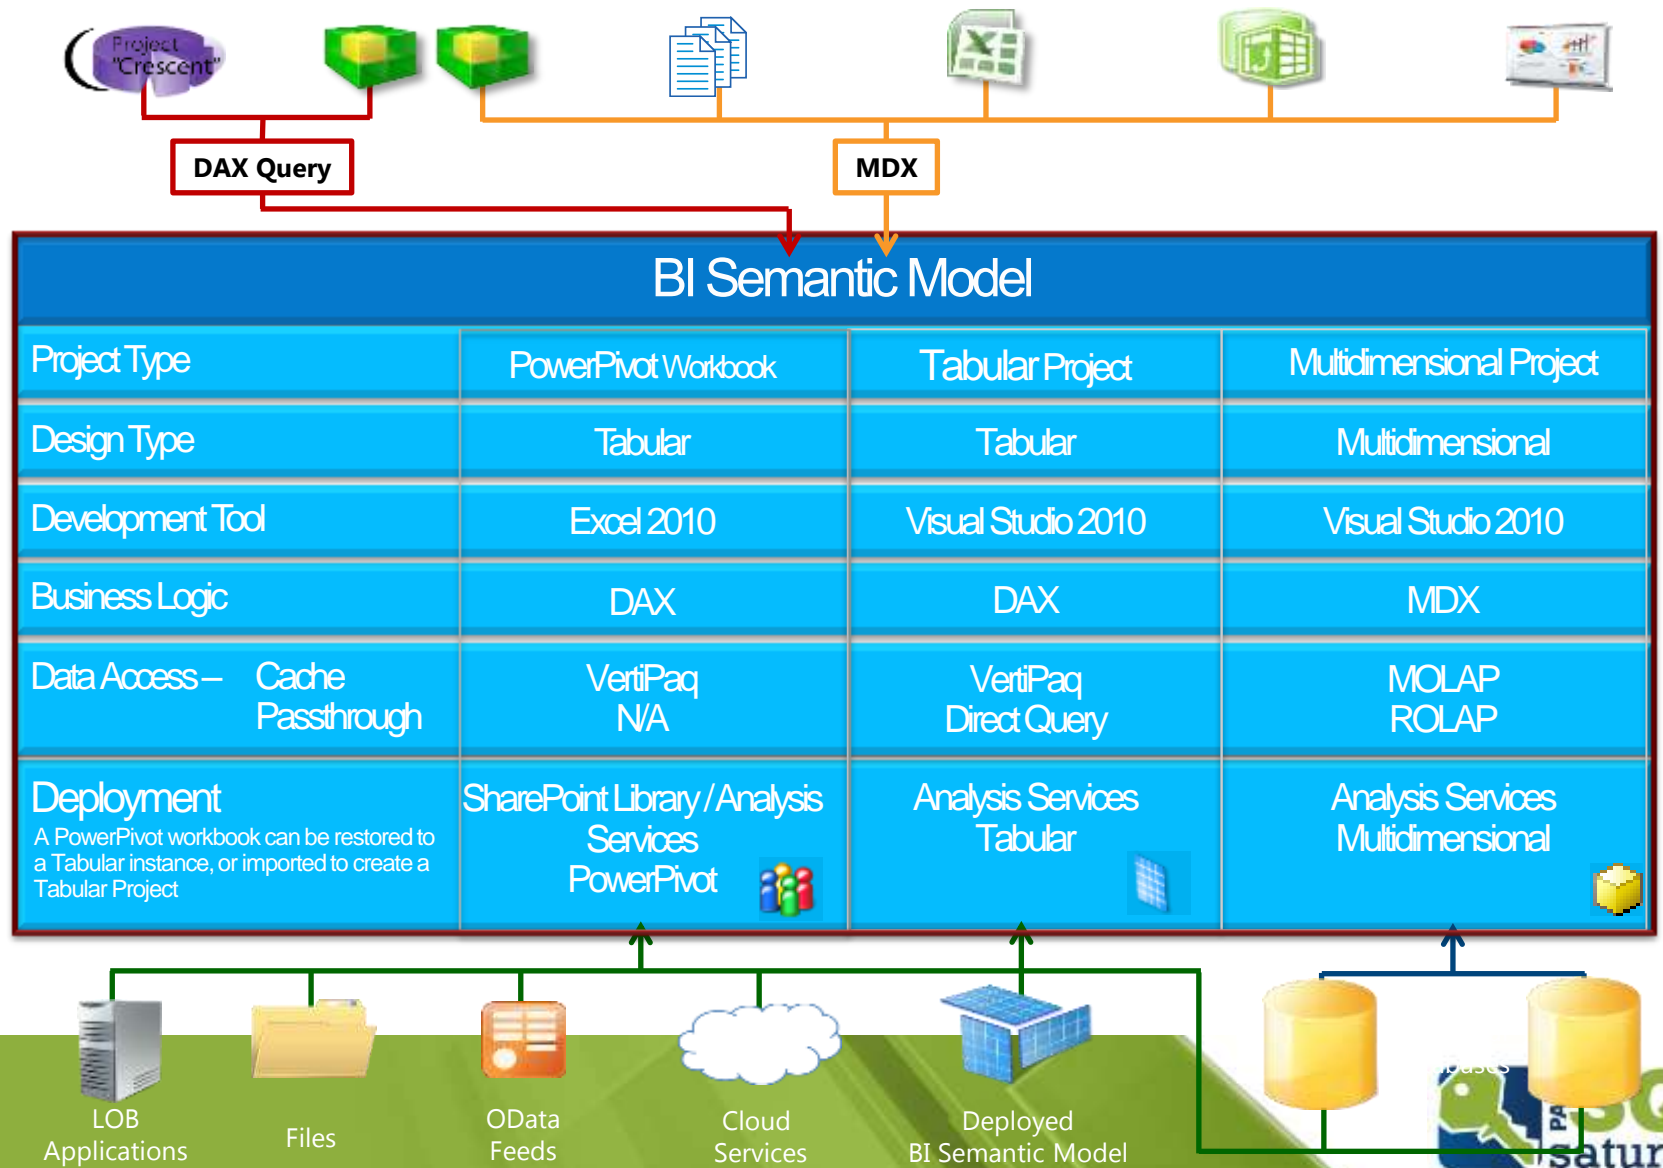 Project
"Crescent"
DAX Query
MDX
BI Semantic Model
Project Type
PowerPivot Workbook
Tabular Project
Multidimensional Project
Design Type
Tabular
Tabular
Multidimensional
Development Tool
Excel 2010
Visual Studio 2010
Visual Studio 2010
Business Logic
DAX
DAX
MDX
Data Access – Cache
Passthrough
VertiPaq
N/A
VertiPaq
Direct Query
MOLAP
ROLAP
Deployment
A PowerPivot workbook can be restored to
a Tabular instance, or imported to create a
Tabular Project
SharePoint Library / Analysis
Services
PowerPivot
Analysis Services
Tabular
Analysis Services
Multidimensional
LOB
Applications
Files
OData
Feeds
Cloud
Services
Deployed
BI Semantic Model